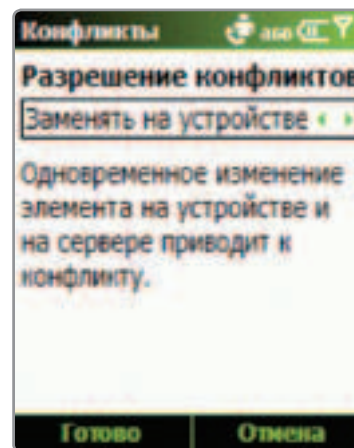 Конфликты
Разрешение конфликтов
Заменять на устройстве
Одновременное изменение
элемента на устройстве и
на сервере приводит к
конфликту.
Готово Отмена